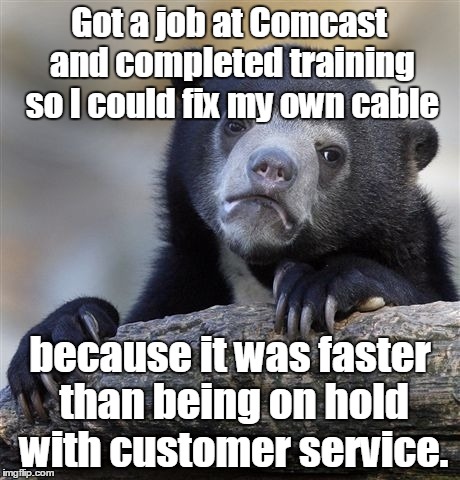 Got a job at Comcast
and completed training
so I could fix my own cable
because it was faster
than being on hold
with customer service.
imgflip.com